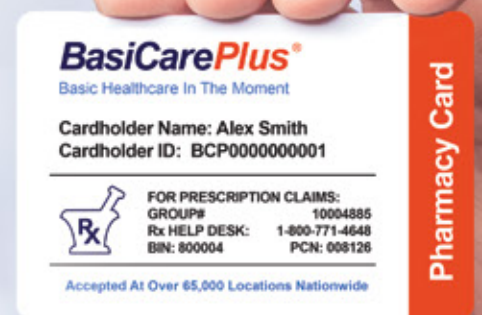 BasiCarePlus®
Basic Healthcare In The Moment
Cardholder Name: Alex Smith
Cardholder ID: BCP0000000001
Rx
FOR PRESCRIPTION CLAIMS:
GROUP# 10004885
Rx HELP DESK: 1-800-771-4648
BIN: 800004 PCN: 008126
Accepted At Over 65,000 Locations Nationwide
Pharmacy Card